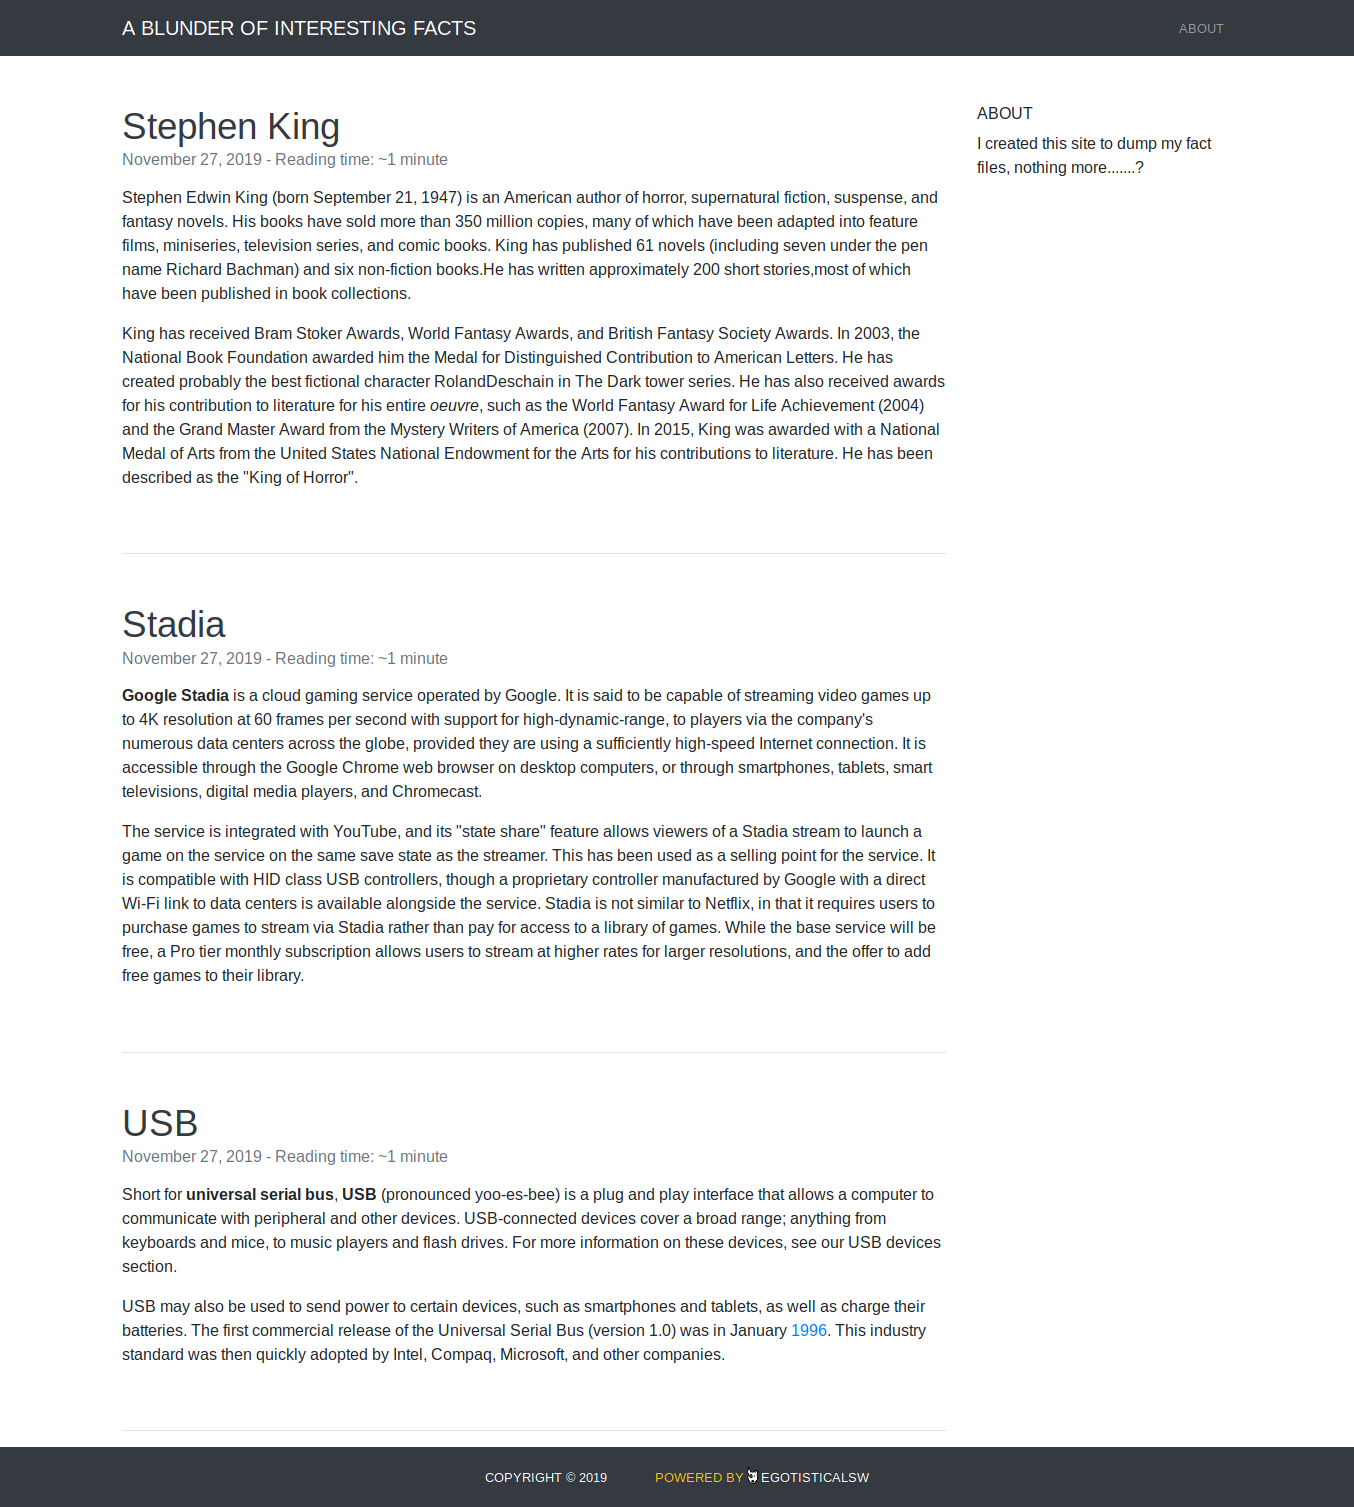 A BLUNDER OF INTERESTING FACTS
ABOUT
Stephen King
November 27, 2019 - Reading time: ~1 minute
Stephen Edwin King (born September 21, 1947) is an American author of horror, supernatural fiction, suspense, and
fantasy novels. His books have sold more than 350 million copies, many of which have been adapted into feature
films, miniseries, television series, and comic books. King has published 61 novels (including seven under the pen
name Richard Bachman) and six non-fiction books.He has written approximately 200 short stories,most of which
have been published in book collections.
King has received Bram Stoker Awards, World Fantasy Awards, and British Fantasy Society Awards. In 2003, the
National Book Foundation awarded him the Medal for Distinguished Contribution to American Letters. He has
created probably the best fictional character RolandDeschain in The Dark tower series. He has also received awards
for his contribution to literature for his entire oeuvre, such as the World Fantasy Award for Life Achievement (2004)
and the Grand Master Award from the Mystery Writers of America (2007). In 2015, King was awarded with a National
Medal of Arts from the United States National Endowment for the Arts for his contributions to literature. He has been
described as the "King of Horror".
Stadia
November 27, 2019 - Reading time: ~1 minute
Google Stadia is a cloud gaming service operated by Google. It is said to be capable of streaming video games up
to 4K resolution at 60 frames per second with support for high-dynamic-range, to players via the company's
numerous data centers across the globe, provided they are using a sufficiently high-speed Internet connection. It is
accessible through the Google Chrome web browser on desktop computers, or through smartphones, tablets, smart
televisions, digital media players, and Chromecast.
The service is integrated with YouTube, and its "state share" feature allows viewers of a Stadia stream to launch a
game on the service on the same save state as the streamer. This has been used as a selling point for the service. It
is compatible with HID class USB controllers, though a proprietary controller manufactured by Google with a direct
Wi-Fi link to data centers is available alongside the service. Stadia is not similar to Netflix, in that it requires users to
purchase games to stream via Stadia rather than pay for access to a library of games. While the base service will be
free, a Pro tier monthly subscription allows users to stream at higher rates for larger resolutions, and the offer to add
free games to their library.
USB
November 27, 2019 - Reading time: ~1 minute
Short for universal serial bus, USB (pronounced yoo-es-bee) is a plug and play interface that allows a computer to
communicate with peripheral and other devices. USB-connected devices cover a broad range; anything from
keyboards and mice, to music players and flash drives. For more information on these devices, see our USB devices
section.
USB may also be used to send power to certain devices, such as smartphones and tablets, as well as charge their
batteries. The first commercial release of the Universal Serial Bus (version 1.0) was in January 1996. This industry
standard was then quickly adopted by Intel, Compaq, Microsoft, and other companies.
ABOUT
I created this site to dump my fact
files, nothing more.......?
COPYRIGHT © 2019 POWERED BY EGOTISTICALSW